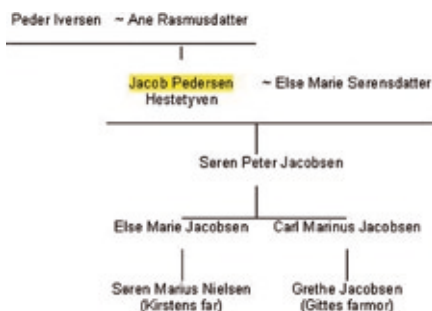 Peder Iversen ~ Ane Rasmusdatter
Jacob Pedersen ~ Else Marie Sørensdatter
Hestetyven
Søren Peter Jacobsen
Else Marie Jacobsen Carl Marinus Jacobsen
Søren Marius Nielsen Grethe Jacobsen
(Kirstens far) (Gittes farmor)